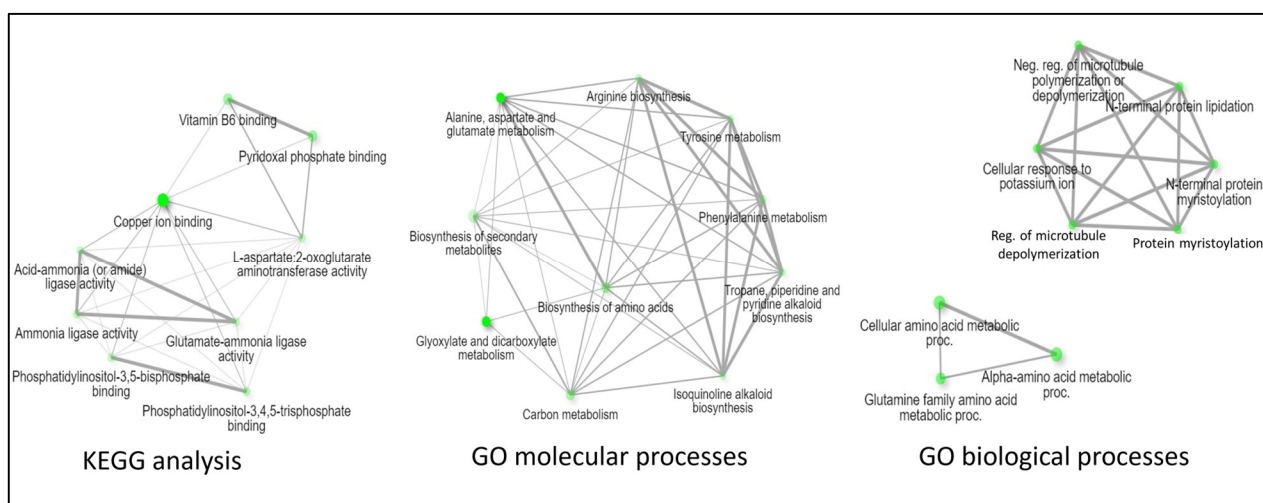 Vitamin B6 binding
Pyridoxal phosphate binding
Copper ion binding
L-aspartate:2-oxoglutarate
aminotransferase activity
Acid-ammonia (or amide)
ligase activity
Ammonia ligase activity
Glutamate-ammonia ligase
activity
Phosphatidylinositol-3,5-bisphosphate
binding
Phosphatidylinositol-3,4,5-trisphosphate
binding
KEGG analysis
Arginine biosynthesis
Alanine, aspartate and
glutamate metabolism
Tyrosine metabolism
Phenylalanine metabolism
Biosynthesis of secondary
metabolites
Tropane, piperidine and
pyridine alkaloid
biosynthesis
Biosynthesis of amino acids
Glyoxylate and dicarboxylate
metabolism
Isoquinoline alkaloid
biosynthesis
Carbon metabolism
GO molecular processes
Neg. reg. of microtubule
polymerization or
depolymerization
N-terminal protein lipidation
Cellular response to
potassium ion
N-terminal protein
myristoylation
Reg. of microtubule
depolymerization
Protein myristoylation
Cellular amino acid metabolic
proc.
Alpha-amino acid metabolic
proc.
Glutamine family amino acid
metabolic proc.
GO biological processes